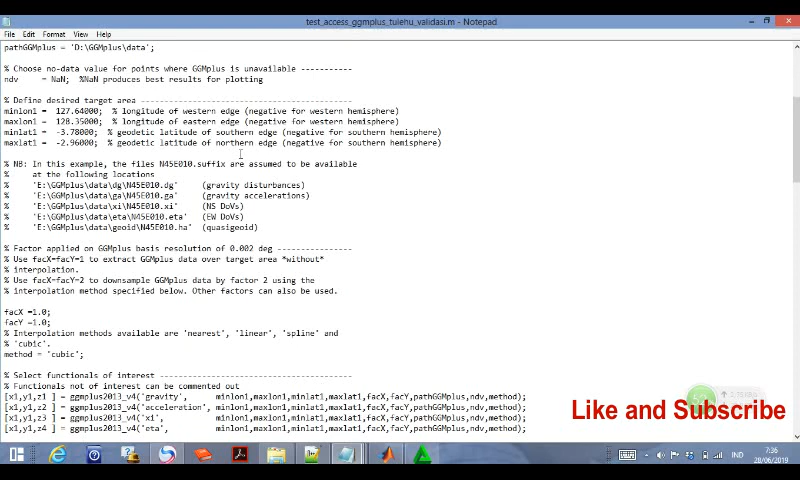 test_access_ggmplus_tulehu_validasi.m - Notepad
File Edit Format View Help
pathGGMplus = 'D:\GGMplus\data';
% Choose no-data value for points where GGMplus is unavailable -----------
ndv     = NaN;  %NaN produces best results for plotting
% Define desired target area ---------------------------------------------
minlon1 =  127.64000;  % longitude of western edge (negative for western hemisphere)
maxlon1 =  128.35000;  % longitude of eastern edge (negative for western hemisphere)
minlat1 =  -3.78000;  % geodetic latitude of southern edge (negative for southern hemisphere)
maxlat1 =  -2.96000;  % geodetic latitude of northern edge (negative for southern hemisphere)
% NB: In this example, the files N45E010.suffix are assumed to be available
%     at the following locations
%     'E:\GGMplus\data\dg\N45E010.dg'     (gravity disturbances)
%     'E:\GGMplus\data\ga\N45E010.ga'     (gravity accelerations)
%     'E:\GGMplus\data\xi\N45E010.xi'     (NS DoVs)
%     'E:\GGMplus\data\eta\N45E010.eta'   (EW DoVs)
%     'E:\GGMplus\data\geoid\N45E010.ha'  (quasigeoid)
% Factor applied on GGMplus basis resolution of 0.002 deg ----------------
% Use facX=facY=1 to extract GGMplus data over target area *without*
% interpolation.
% Use facX=facY=2 to downsample GGMplus data by factor 2 using the
% interpolation method specified below. Other factors can also be used.
facX =1.0;
facY =1.0;
% Interpolation methods available are 'nearest', 'linear', 'spline' and
% 'cubic'.
method = 'cubic';
% Select functionals of interest -----------------------------------------
% Functionals not of interest can be commented out
[x1,y1,z1 ] = ggmplus2013_v4('gravity',      minlon1,maxlon1,minlat1,maxlat1,facX,facY,pathGGMplus,ndv,method);
[x1,y1,z2 ] = ggmplus2013_v4('acceleration', minlon1,maxlon1,minlat1,maxlat1,facX,facY,pathGGMplus,ndv,method);
[x1,y1,z3 ] = ggmplus2013_v4('xi',           minlon1,maxlon1,minlat1,maxlat1,facX,facY,pathGGMplus,ndv,method);
[x1,y1,z4 ] = ggmplus2013_v4('eta',          minlon1,maxlon1,minlat1,maxlat1,facX,facY,pathGGMplus,ndv,method);
Like and Subscribe
IND
7:36
28/06/2019